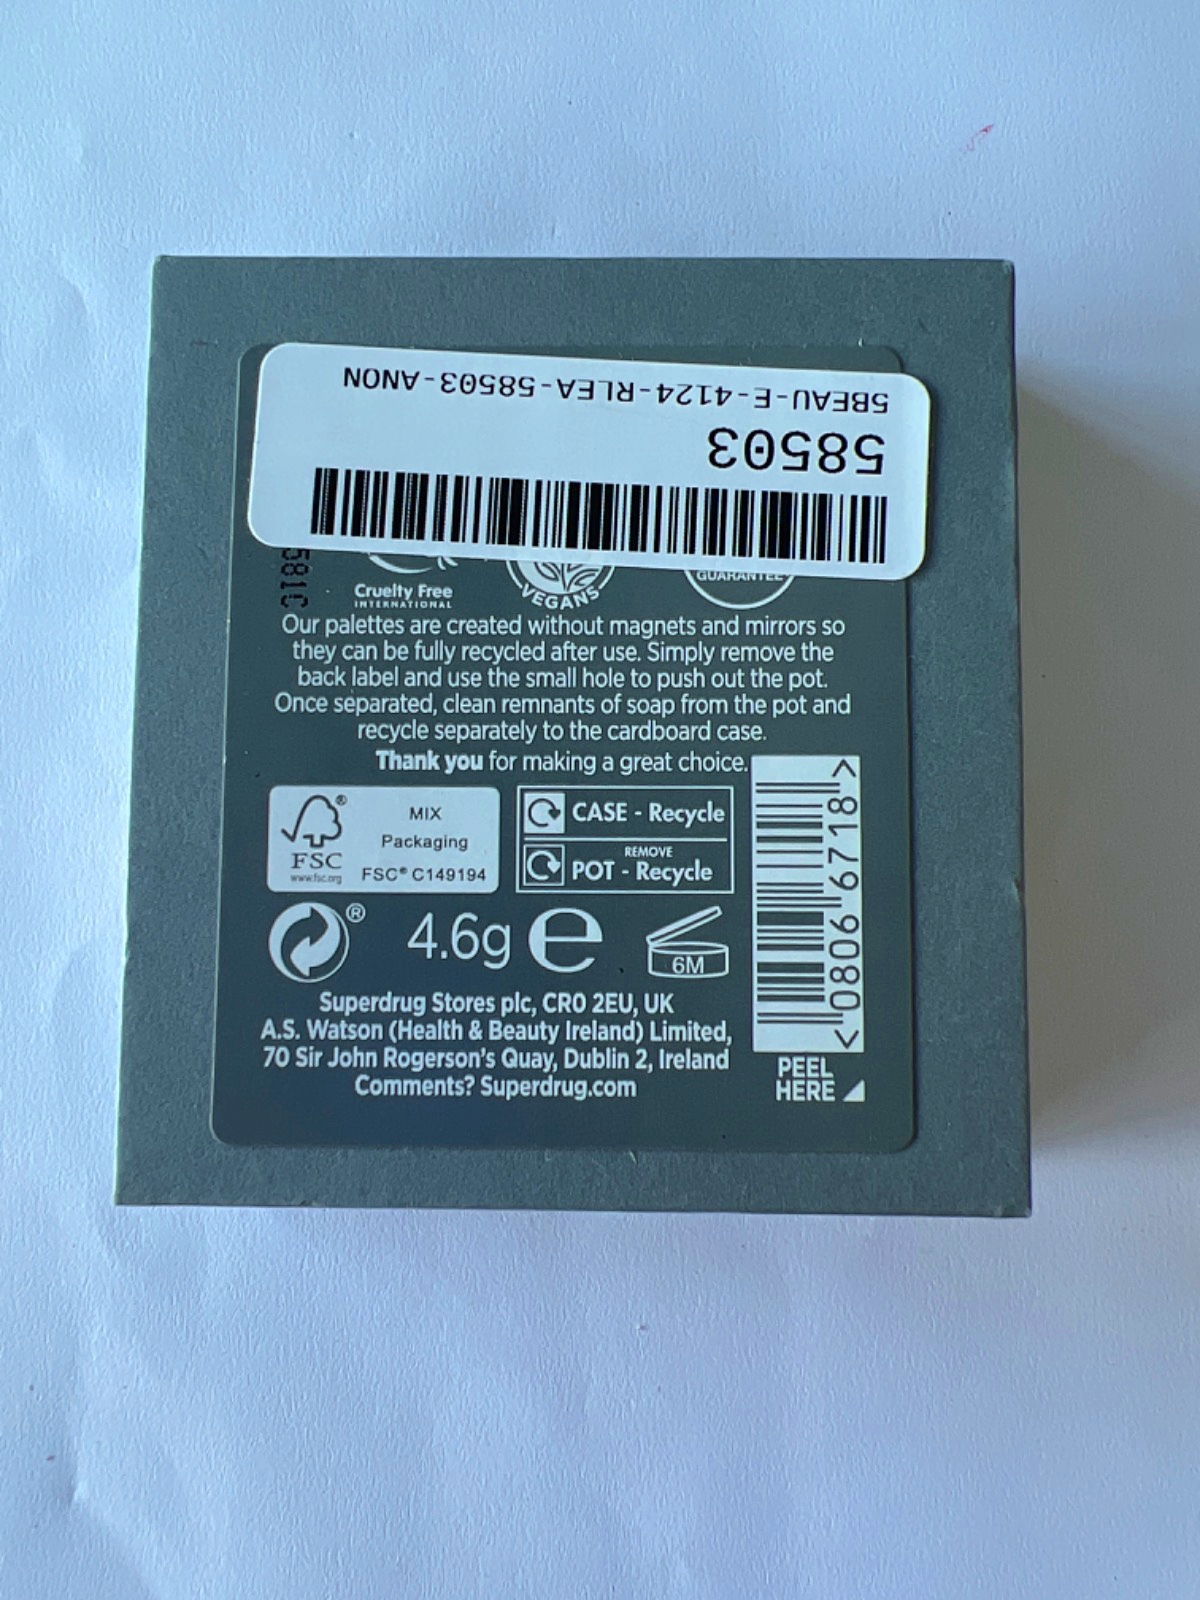 5BEAU-E-4124-RLEA-58503-ANON
58503
581C
Cruelty Free
INTERNATIONAL
VEGANS
GUARANTEE
Our palettes are created without magnets and mirrors so
they can be fully recycled after use. Simply remove the
back label and use the small hole to push out the pot.
Once separated, clean remnants of soap from the pot and
recycle separately to the cardboard case.
Thank you for making a great choice.
FSC®
www.fsc.org
MIX
Packaging
FSC® C149194
CASE - Recycle
REMOVE
POT - Recycle
®
4.6g e
6M
<0806 6718>
Superdrug Stores plc, CR0 2EU, UK
A.S. Watson (Health & Beauty Ireland) Limited,
70 Sir John Rogerson's Quay, Dublin 2, Ireland
Comments? Superdrug.com
PEEL
HERE